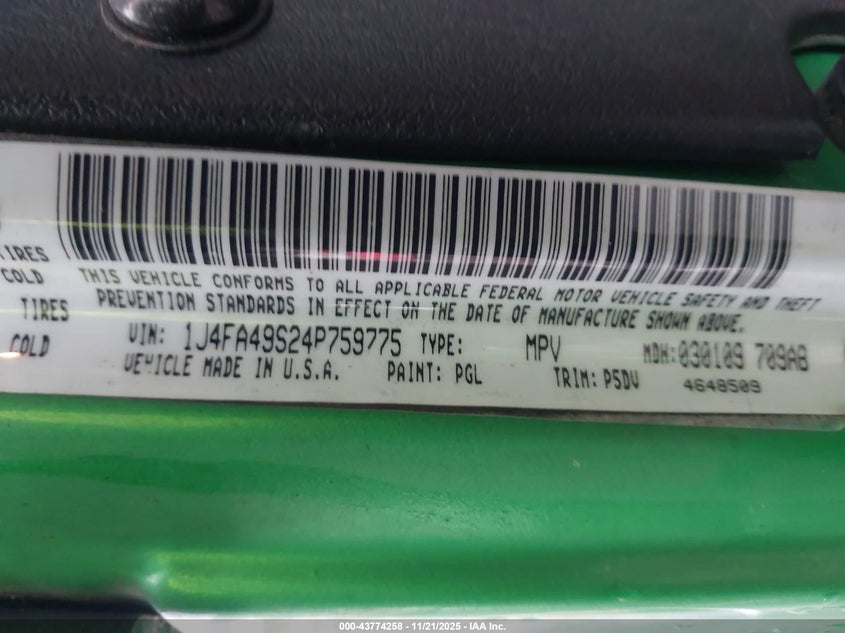 TIRES
COLD
THIS VEHICLE CONFORMS TO ALL APPLICABLE FEDERAL MOTOR VEHICLE SAFETY AND THEFT
PREVENTION STANDARDS IN EFFECT ON THE DATE OF MANUFACTURE SHOWN ABOVE.
TIRES
COLD
VIN: 1J4FA49S24P759775 TYPE: MPV MDH:030109 709AB
VEHICLE MADE IN U.S.A. PAINT: PGL TRIM: P5DV 4648509
000-43774258 - 11/21/2025 - IAA Inc.